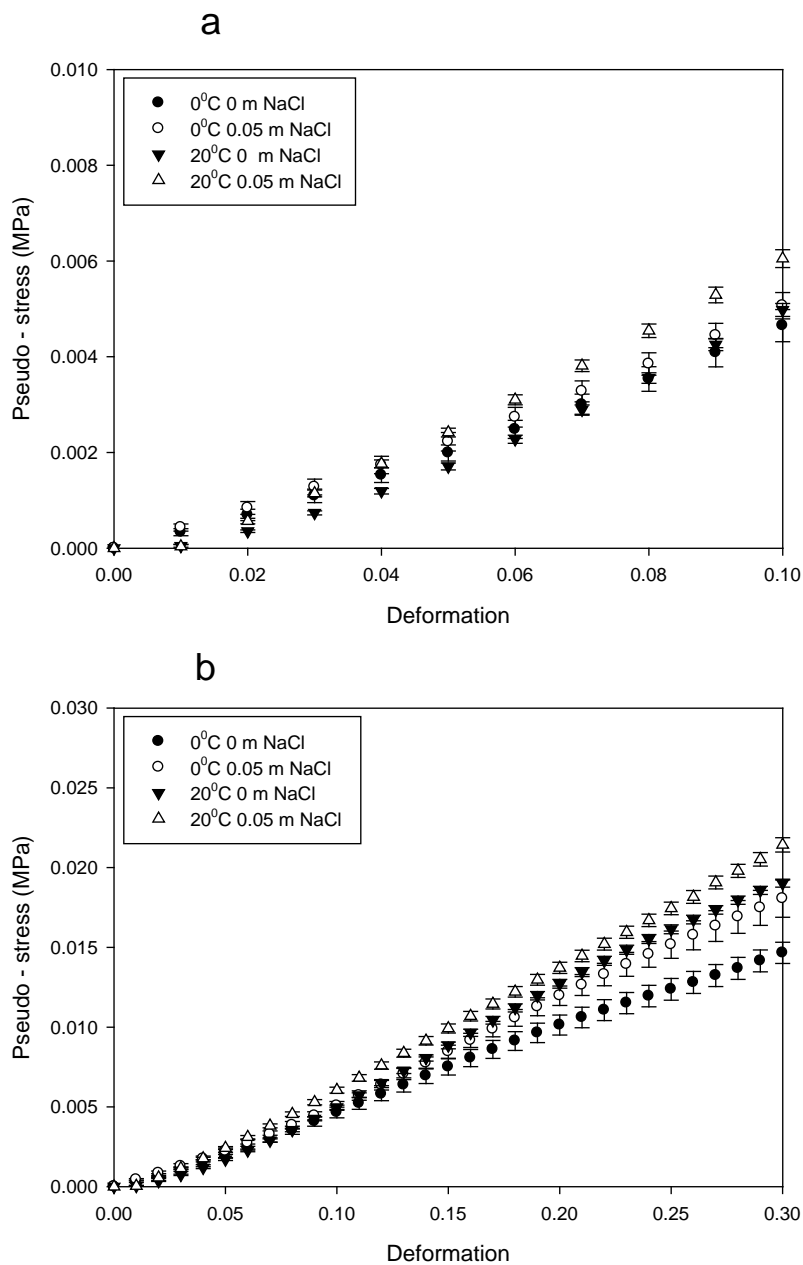 a
0.010
0.008
0.006
0.004
0.002
0.000
Pseudo - stress (MPa)
0⁰C 0 m NaCl
0⁰C 0.05 m NaCl
20⁰C 0  m NaCl
20⁰C 0.05 m NaCl
0.00 0.02 0.04 0.06 0.08 0.10
Deformation
b
0.030
0.025
0.020
0.015
0.010
0.005
0.000
Pseudo - stress (MPa)
0⁰C 0 m NaCl
0⁰C 0.05 m NaCl
20⁰C 0 m NaCl
20⁰C 0.05 m NaCl
0.00 0.05 0.10 0.15 0.20 0.25 0.30
Deformation